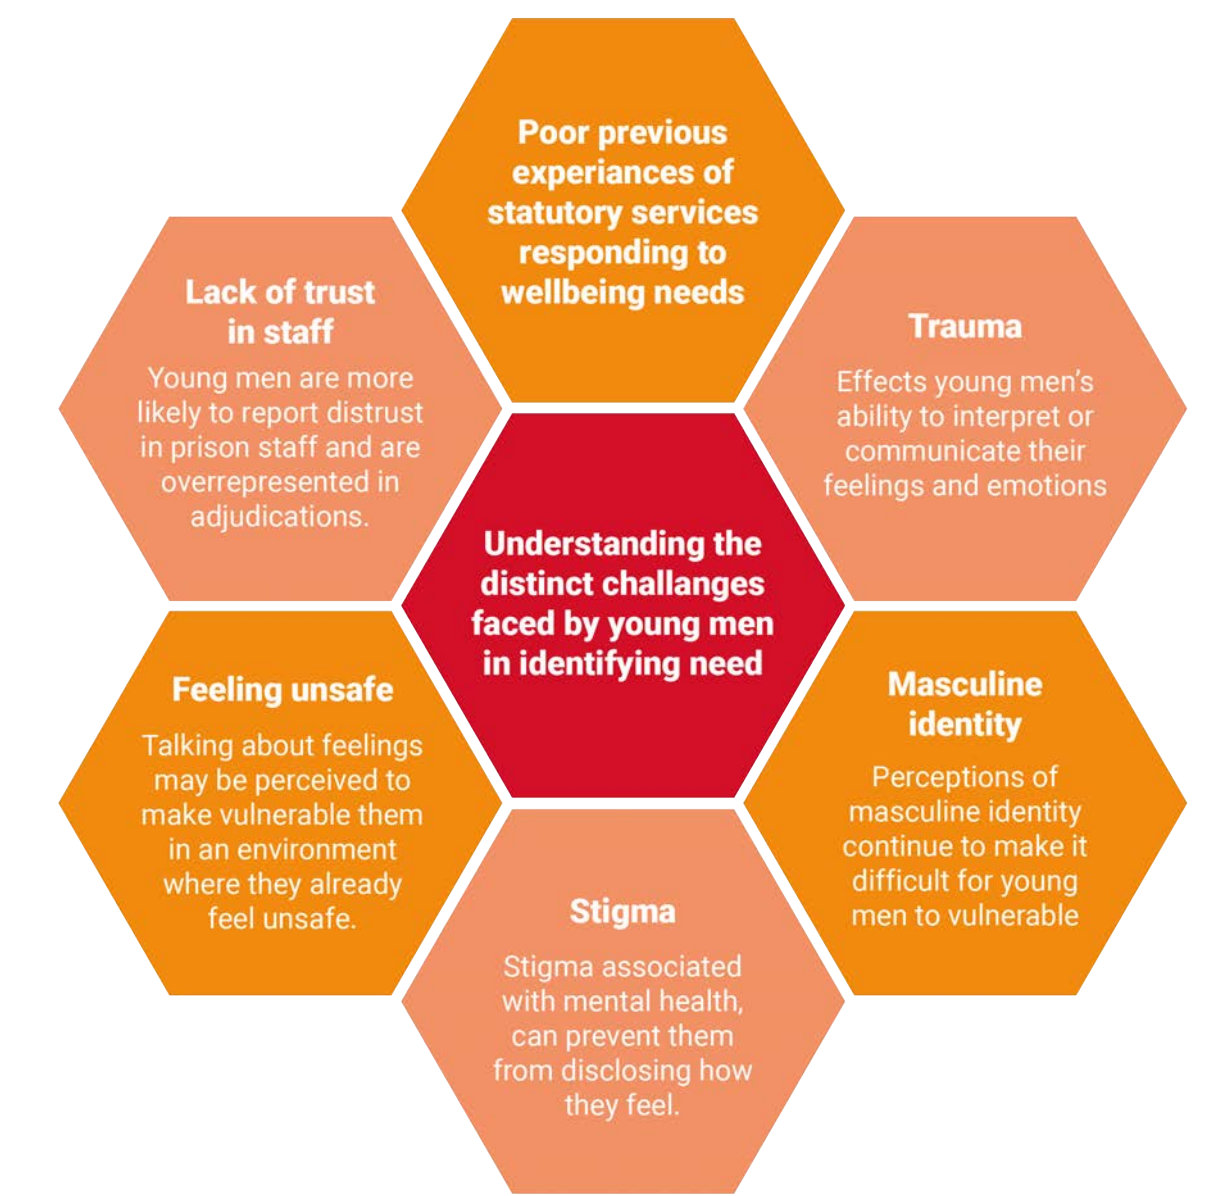 Poor previous
experiances of
statutory services
responding to
wellbeing needs
Lack of trust
in staff
Young men are more
likely to report distrust
in prison staff and are
overrepresented in
adjudications.
Trauma
Effects young men's
ability to interpret or
communicate their
feelings and emotions
Understanding the
distinct challanges
faced by young men
in identifying need
Feeling unsafe
Talking about feelings
may be perceived to
make vulnerable them
in an environment
where they already
feel unsafe.
Masculine
identity
Perceptions of
masculine identity
continue to make it
difficult for young
men to vulnerable
Stigma
Stigma associated
with mental health,
can prevent them
from disclosing how
they feel.